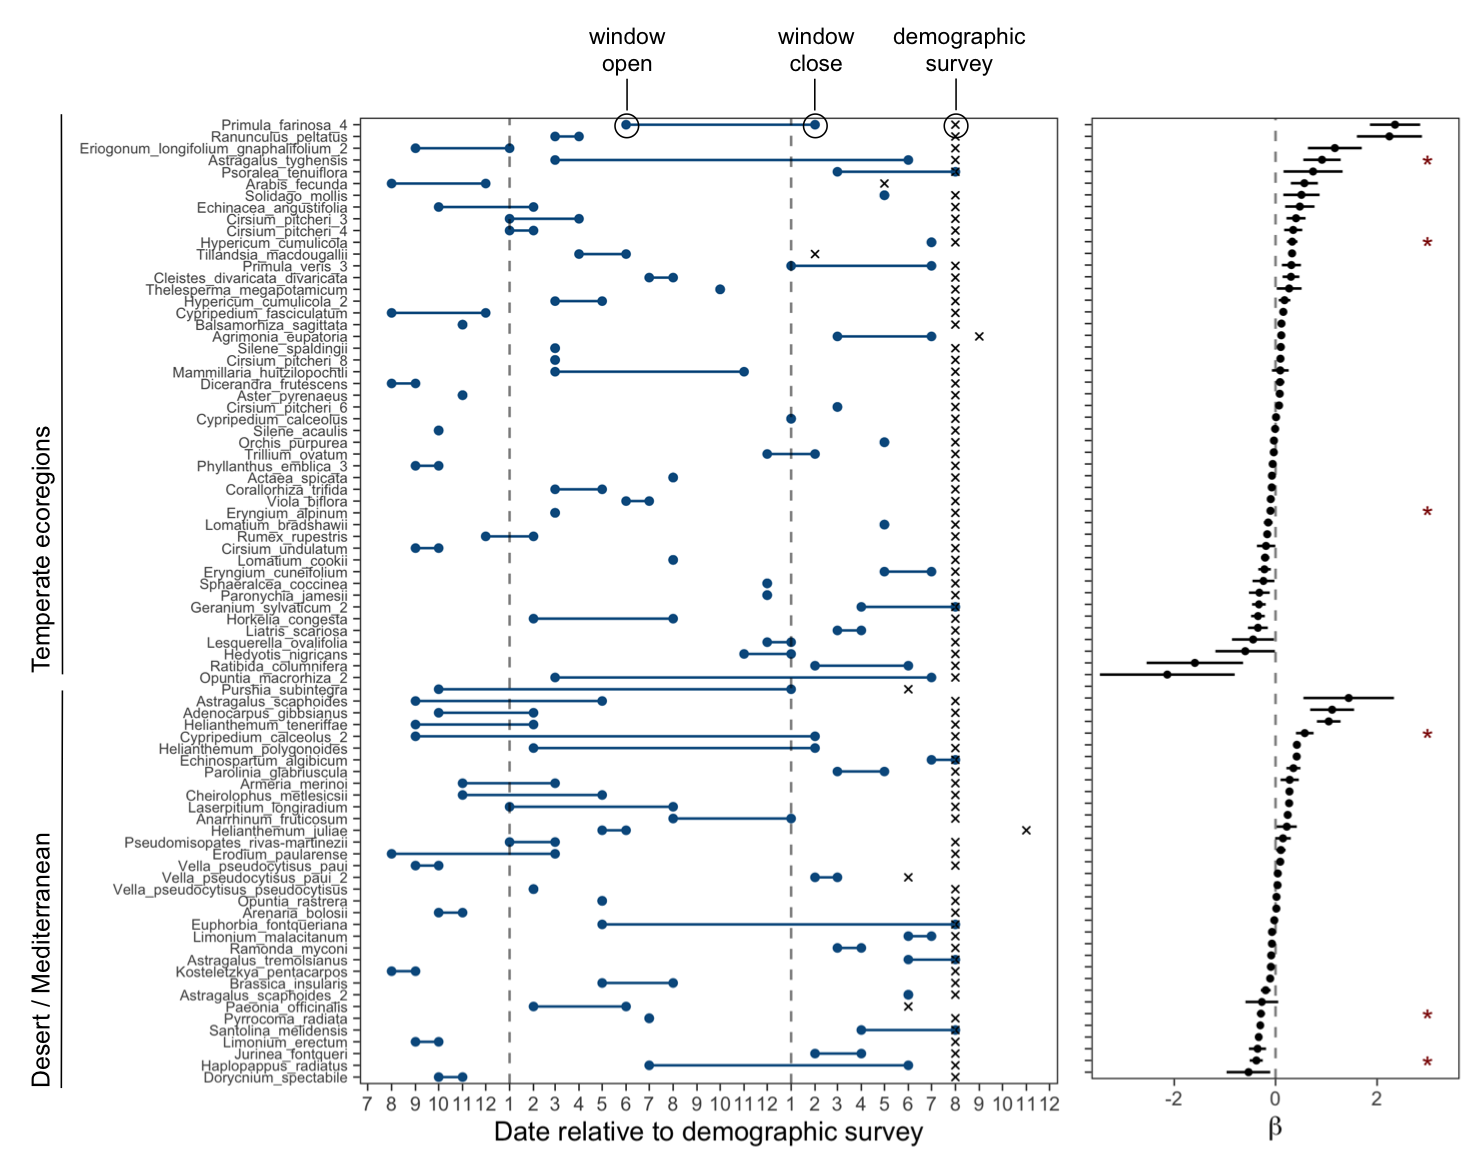 window
open
window
close
demographic
survey
Temperate ecoregions
Desert / Mediterranean
Primula_farinosa_4
Ranunculus_peltatus
Eriogonum_longifolium_gnaphalifolium_2
Astragalus_tyghensis
Psoralea_tenuiflora
Arabis_fecunda
Solidago_mollis
Echinacea_angustifolia
Cirsium_pitcheri_3
Cirsium_pitcheri_4
Hypericum_cumulicola
Tillandsia_macdougallii
Primula_veris_3
Cleistes_divaricata_divaricata
Thelesperma_megapotamicum
Hypericum_cumulicola_2
Cypripedium_fasciculatum
Balsamorhiza_sagittata
Agrimonia_eupatoria
Silene_spaldingii
Cirsium_pitcheri_8
Mammillaria_huitzilopochtli
Dicerandra_frutescens
Aster_pyrenaeus
Cirsium_pitcheri_6
Cypripedium_calceolus
Silene_acaulis
Orchis_purpurea
Trillium_ovatum
Phyllanthus_emblica_3
Actaea_spicata
Corallorhiza_trifida
Viola_biflora
Eryngium_alpinum
Lomatium_bradshawii
Rumex_rupestris
Cirsium_undulatum
Lomatium_cookii
Eryngium_cuneifolium
Sphaeralcea_coccinea
Paronychia_jamesii
Geranium_sylvaticum_2
Horkelia_congesta
Liatris_scariosa
Lesquerella_ovalifolia
Hedyotis_nigricans
Ratibida_columnifera
Opuntia_macrorhiza_2
Purshia_subintegra
Astragalus_scaphoides
Adenocarpus_gibbsianus
Helianthemum_teneriffae
Cypripedium_calceolus_2
Helianthemum_polygonoides
Echinospartum_algibicum
Parolinia_glabriuscula
Armeria_merinoi
Cheirolophus_metlesicsii
Laserpitium_longiradium
Anarrhinum_fruticosum
Helianthemum_juliae
Pseudomisopates_rivas-martinezii
Erodium_paularense
Vella_pseudocytisus_paui
Vella_pseudocytisus_paui_2
Vella_pseudocytisus_pseudocytisus
Opuntia_rastrera
Arenaria_bolosii
Euphorbia_fontqueriana
Limonium_malacitanum
Ramonda_myconi
Astragalus_tremolsianus
Kosteletzkya_pentacarpos
Brassica_insularis
Astragalus_scaphoides_2
Paeonia_officinalis
Pyrrocoma_radiata
Santolina_melidensis
Limonium_erectum
Jurinea_fontqueri
Haplopappus_radiatus
Dorycnium_spectabile
7 8 9 10 11 12 1 2 3 4 5 6 7 8 9 10 11 12 1 2 3 4 5 6 7 8 9 10 11 12
Date relative to demographic survey
-2 0 2
β